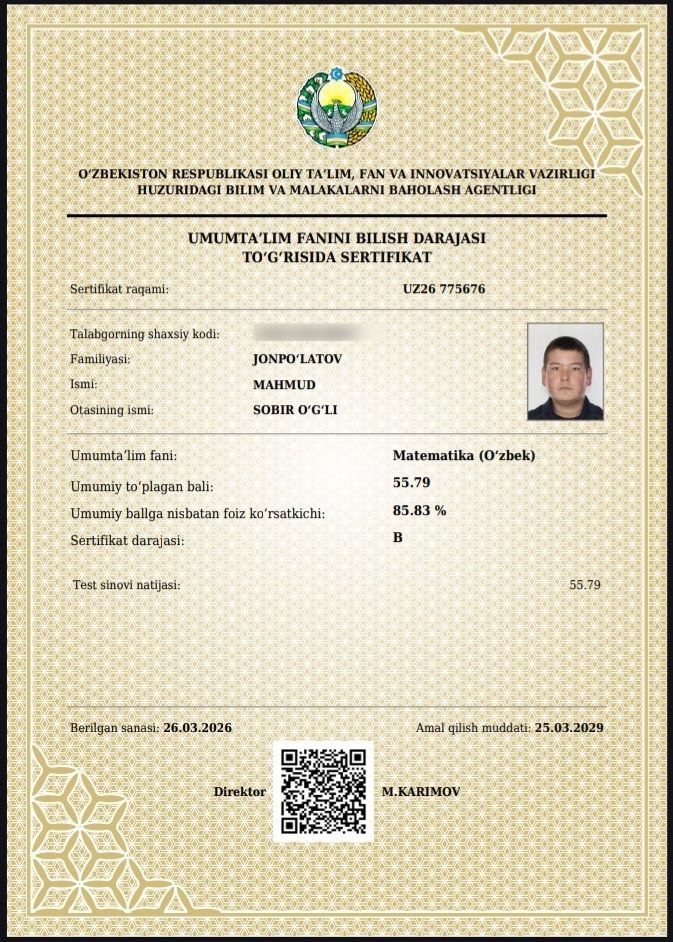 O‘ZBEKISTON RESPUBLIKASI OLIY TA’LIM, FAN VA INNOVATSIYALAR VAZIRLIGI
HUZURIDAGI BILIM VA MALAKALARNI BAHOLASH AGENTLIGI
UMUMTA’LIM FANINI BILISH DARAJASI
TO‘G‘RISIDA SERTIFIKAT
Sertifikat raqami: UZ26 775676
Talabgorning shaxsiy kodi:
Familiyasi: JONPO‘LATOV
Ismi: MAHMUD
Otasining ismi: SOBIR O‘G‘LI
Umumta’lim fani: Matematika (O‘zbek)
Umumiy to‘plagan bali: 55.79
Umumiy ballga nisbatan foiz ko‘rsatkichi: 85.83 %
Sertifikat darajasi: B
Test sinovi natijasi: 55.79
Berilgan sanasi: 26.03.2026 Amal qilish muddati: 25.03.2029
Direktor M.KARIMOV